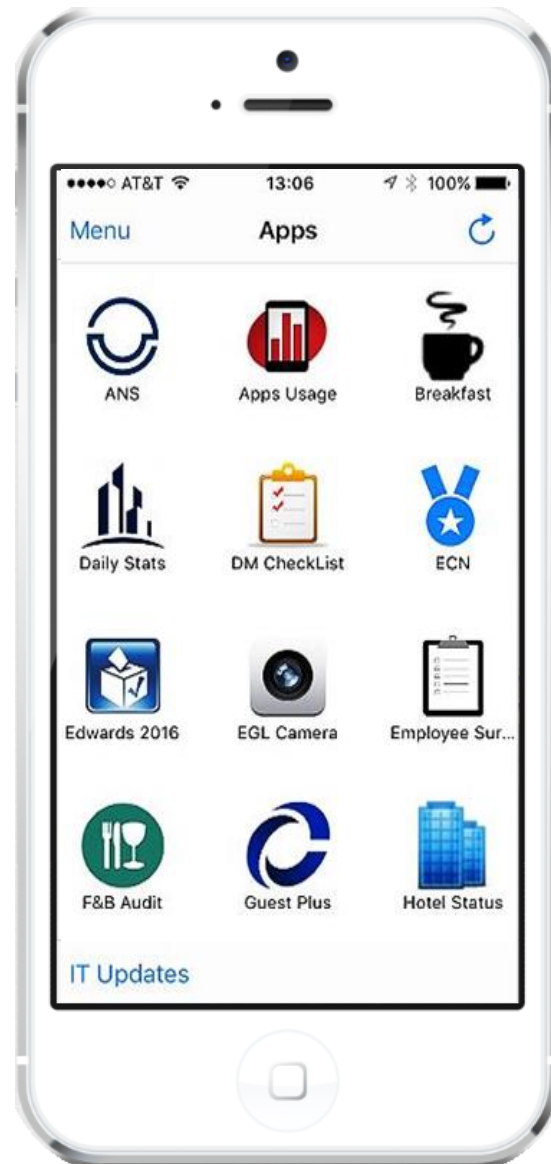 AT&T 13:06 100%
Menu Apps
ANS Apps Usage Breakfast
Daily Stats DM CheckList ECN
Edwards 2016 EGL Camera Employee Sur...
F&B Audit Guest Plus Hotel Status
IT Updates